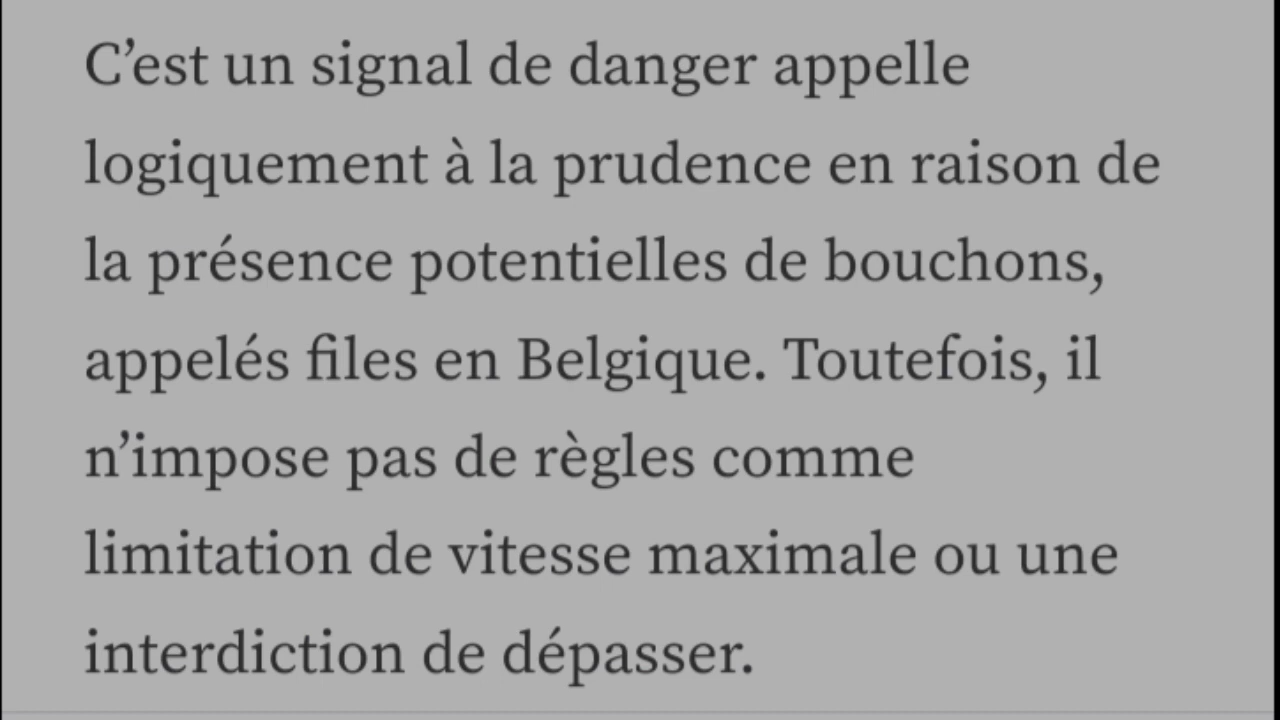 C’est un signal de danger appelle
logiquement à la prudence en raison de
la présence potentielles de bouchons,
appelés files en Belgique. Toutefois, il
n’impose pas de règles comme
limitation de vitesse maximale ou une
interdiction de dépasser.